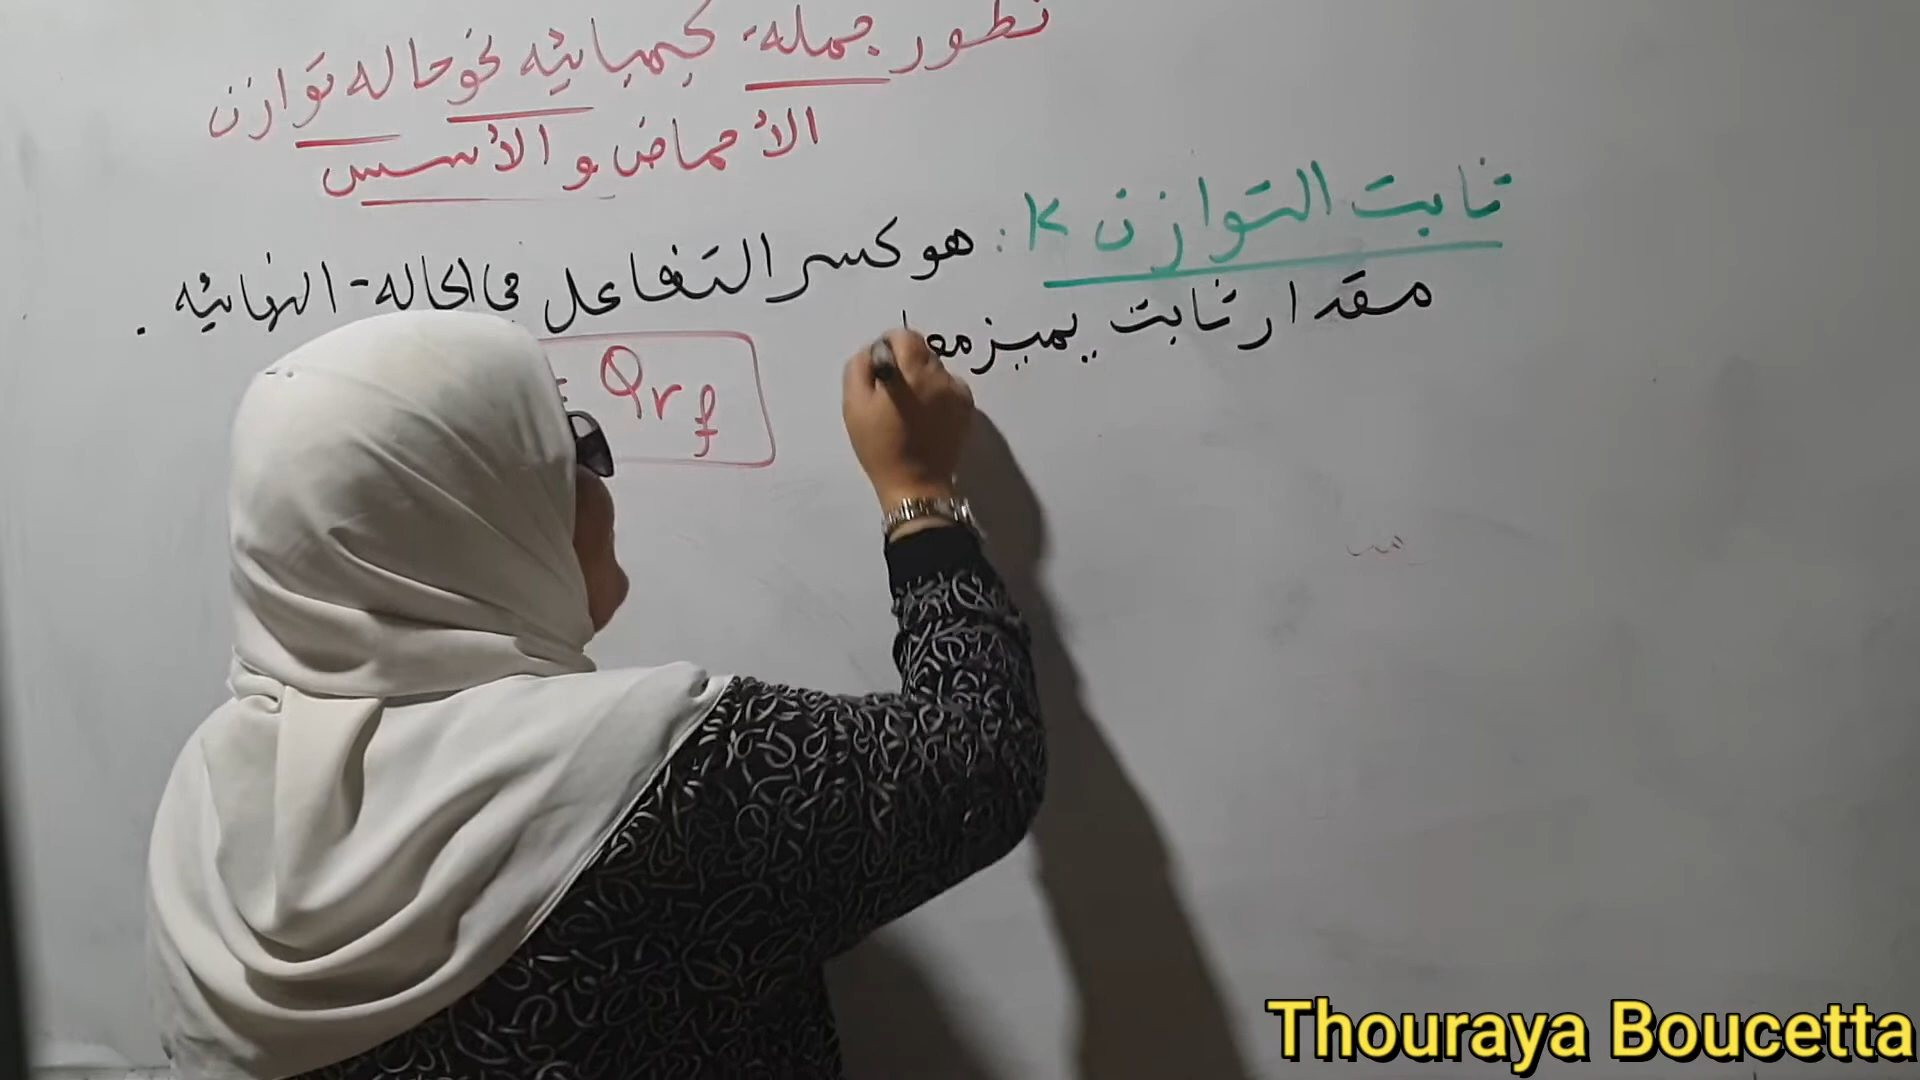 تطور جملة كيميائية نحو حالة توازن
الأحماض و الأسس
ثابت التوازن K : هو كسر التفاعل في الحالة النهائية .
مقدار ثابت يميز
= Qrf
Thouraya Boucetta